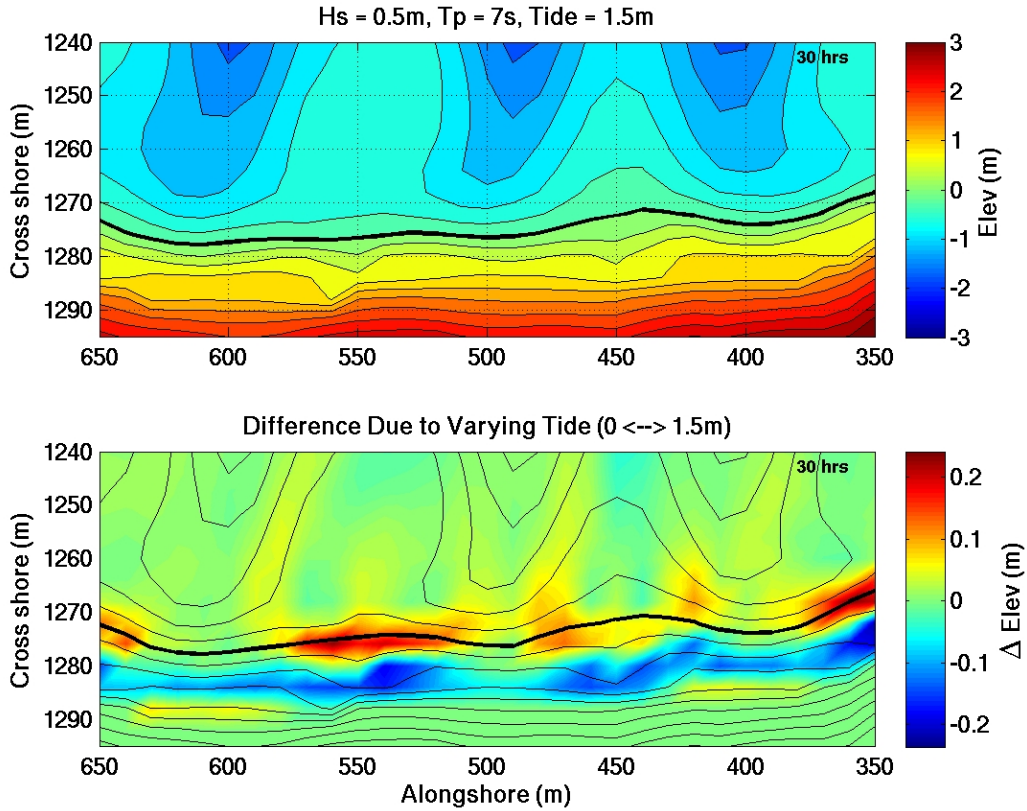 Hs = 0.5m, Tp = 7s, Tide = 1.5m
30 hrs
Cross shore (m)
1240
1250
1260
1270
1280
1290
650 600 550 500 450 400 350
3
2
1
0
-1
-2
-3
Elev (m)
Difference Due to Varying Tide (0 <--> 1.5m)
30 hrs
Cross shore (m)
1240
1250
1260
1270
1280
1290
650 600 550 500 450 400 350
Alongshore (m)
0.2
0.1
0
-0.1
-0.2
Δ Elev (m)